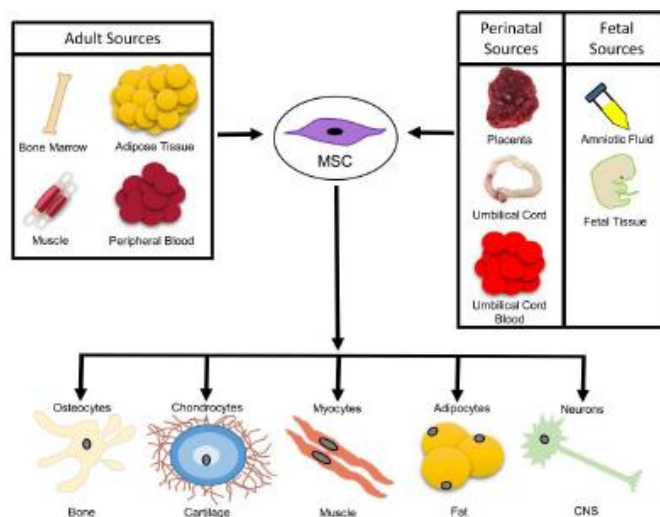 Adult Sources
Bone Marrow
Adipose Tissue
Muscle
Peripheral Blood
MSC
Perinatal
Sources
Placenta
Umbilical Cord
Umbilical Cord
Blood
Fetal
Sources
Amniotic Fluid
Fetal Tissue
Osteocytes
Chondrocytes
Myocytes
Adipocytes
Neurons
Bone
Cartilage
Muscle
Fat
CNS